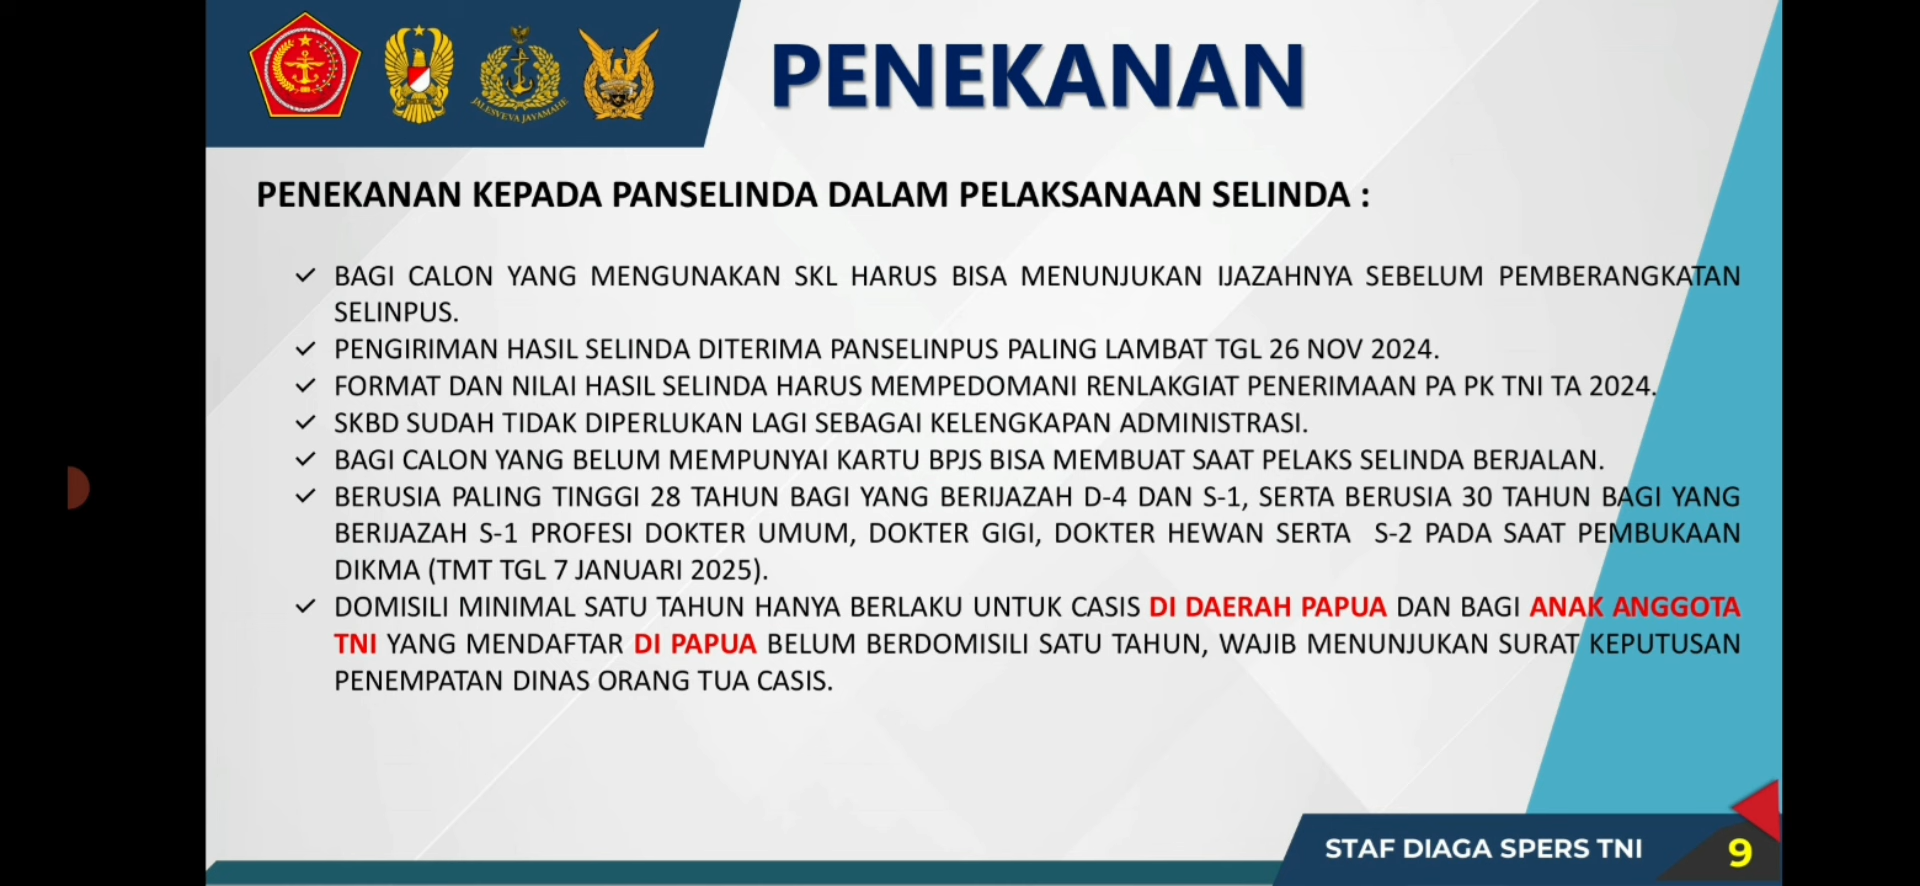 JALESVEVA JAYAMAHE
PENEKANAN
PENEKANAN KEPADA PANSELINDA DALAM PELAKSANAAN SELINDA :
✓ BAGI CALON YANG MENGUNAKAN SKL HARUS BISA MENUNJUKAN IJAZAHNYA SEBELUM PEMBERANGKATAN
SELINPUS.
✓ PENGIRIMAN HASIL SELINDA DITERIMA PANSELINPUS PALING LAMBAT TGL 26 NOV 2024.
✓ FORMAT DAN NILAI HASIL SELINDA HARUS MEMPEDOMANI RENLAKGIAT PENERIMAAN PA PK TNI TA 2024.
✓ SKBD SUDAH TIDAK DIPERLUKAN LAGI SEBAGAI KELENGKAPAN ADMINISTRASI.
✓ BAGI CALON YANG BELUM MEMPUNYAI KARTU BPJS BISA MEMBUAT SAAT PELAKS SELINDA BERJALAN.
✓ BERUSIA PALING TINGGI 28 TAHUN BAGI YANG BERIJAZAH D-4 DAN S-1, SERTA BERUSIA 30 TAHUN BAGI YANG
BERIJAZAH S-1 PROFESI DOKTER UMUM, DOKTER GIGI, DOKTER HEWAN SERTA S-2 PADA SAAT PEMBUKAAN
DIKMA (TMT TGL 7 JANUARI 2025).
✓ DOMISILI MINIMAL SATU TAHUN HANYA BERLAKU UNTUK CASIS DI DAERAH PAPUA DAN BAGI ANAK ANGGOTA
TNI YANG MENDAFTAR DI PAPUA BELUM BERDOMISILI SATU TAHUN, WAJIB MENUNJUKAN SURAT KEPUTUSAN
PENEMPATAN DINAS ORANG TUA CASIS.
STAF DIAGA SPERS TNI
9